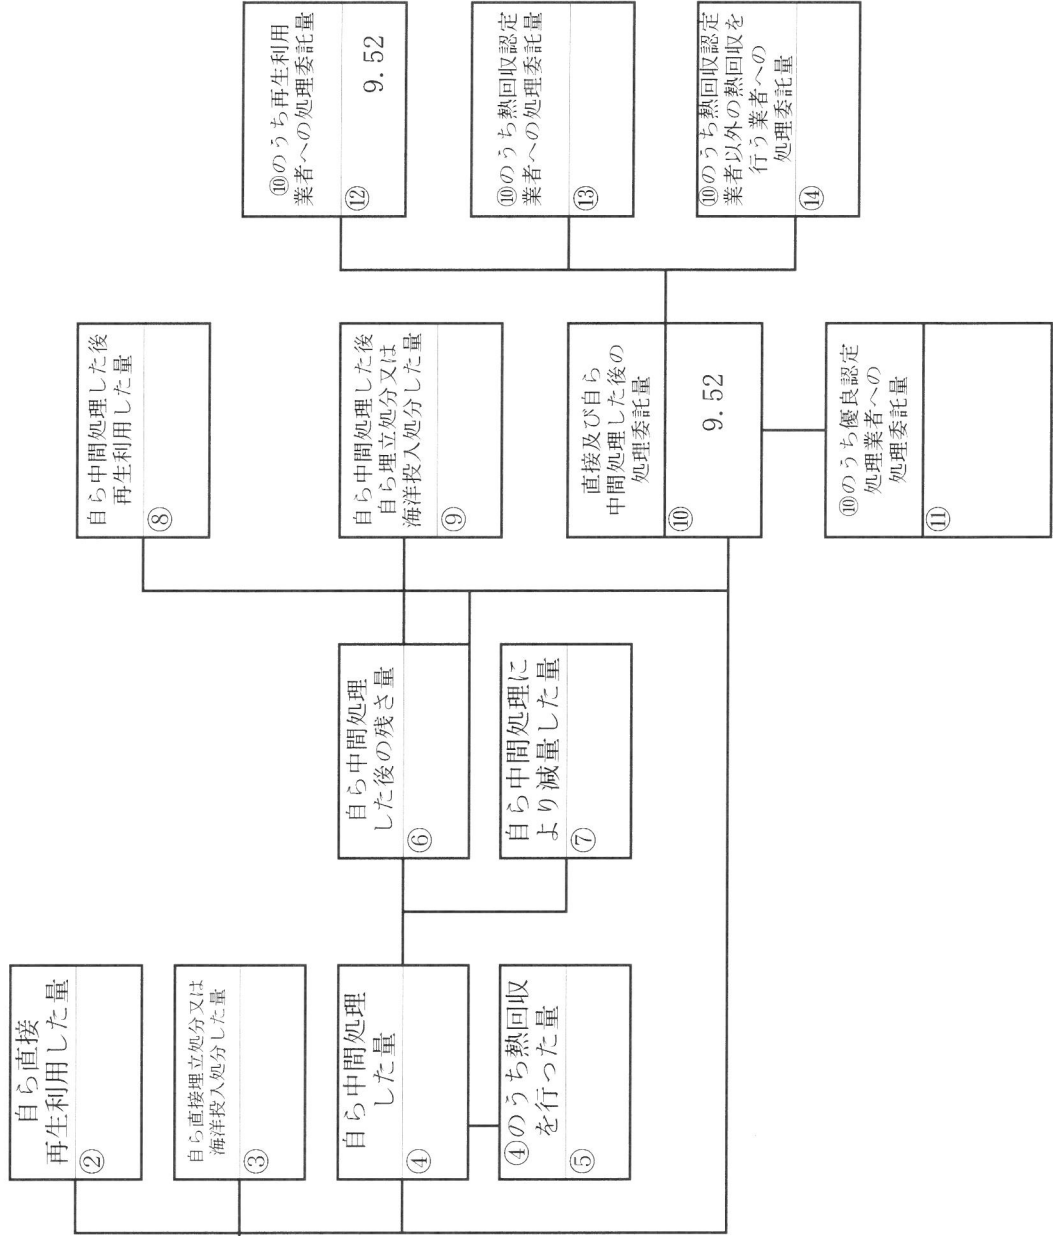 自ら直接
再生利用した量
②
自ら直接埋立処分又は
海洋投入処分した量
③
自ら中間処理
した量
④
④のうち熱回収
を行った量
⑤
自ら中間処理
した後の残さ量
⑥
自ら中間処理に
より減量した量
⑦
自ら中間処理した後
再生利用した量
⑧
自ら中間処理した後
自ら埋立処分又は
海洋投入処分した量
⑨
直接及び自ら
中間処理した後の
処理委託量
⑩
9.52
⑩のうち優良認定
処理業者への
処理委託量
⑪
⑩のうち再生利用
業者への処理委託量
⑫
9.52
⑩のうち熱回収認定
業者への処理委託量
⑬
⑩のうち熱回収認定
業者以外の熱回収を
行う業者への
処理委託量
⑭